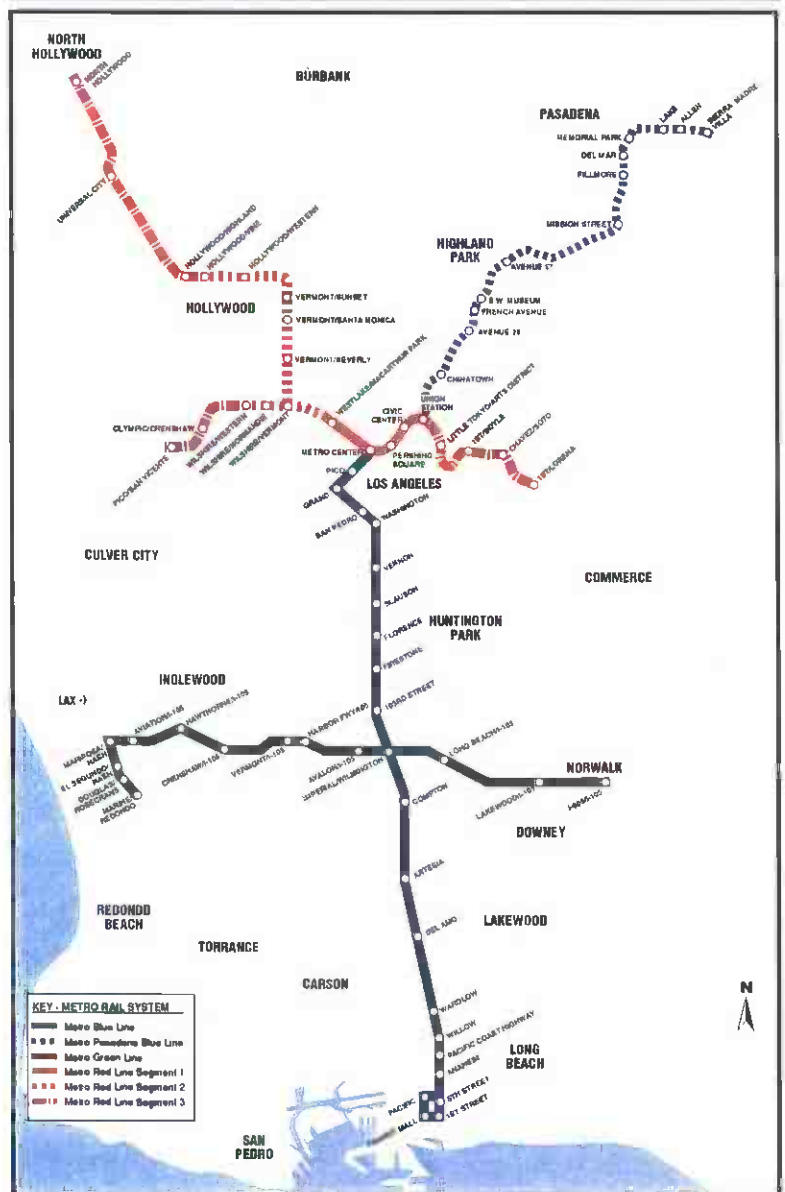 NORTH
HOLLYWOOD
NORTH
HOLLYWOOD
BURBANK
PASADENA
LAKE
ALLEN
SIERRA MADRE
VILLA
MEMORIAL PARK
DEL MAR
FILLMORE
UNIVERSAL CITY
MISSION STREET
HOLLYWOOD/HIGHLAND
HOLLYWOOD/VINE
HOLLYWOOD/WESTERN
HIGHLAND
PARK
AVENUE 57
HOLLYWOOD
VERMONT/SUNSET
S.W. MUSEUM
FRENCH AVENUE
VERMONT/SANTA MONICA
AVENUE 26
VERMONT/BEVERLY
WESTLAKE/MACARTHUR PARK
CHINATOWN
UNION
STATION
CIVIC
CENTER
LITTLE TOKYO/ARTS DISTRICT
OLYMPIC/CRENSHAW
PICO/SAN VICENTE
WILSHIRE/WESTERN
WILSHIRE/NORMANDIE
WILSHIRE/VERMONT
METRO CENTER
PERSHING
SQUARE
1ST/BOYLE
CHAVEZ/SOTO
1ST/LORENA
PICO
LOS ANGELES
GRAND
SAN PEDRO
WASHINGTON
CULVER CITY
VERNON
COMMERCE
SLAUSON
HUNTINGTON
PARK
FLORENCE
FIRESTONE
INGLEWOOD
LAX
103RD STREET
AVIATION/I-105
HAWTHORNE/I-105
HARBOR FWY/I-105
LONG BEACH/I-105
MARIPOSA/
NASH
EL SEGUNDO/
NASH
DOUGLAS/
ROSECRANS
MARINE/
REDONDO
CRENSHAW/I-105
VERMONT/I-105
AVALON/I-105
IMPERIAL/WILMINGTON
NORWALK
LAKEWOOD/I-105
I-605/I-105
COMPTON
DOWNEY
ARTESIA
REDONDO
BEACH
LAKEWOOD
DEL AMO
TORRANCE
CARSON
N
WARDLOW
WILLOW
PACIFIC COAST HIGHWAY
LONG
BEACH
ANAHEIM
PACIFIC
5TH STREET
MALL
1ST STREET
SAN
PEDRO
KEY - METRO RAIL SYSTEM
Metro Blue Line
Metro Pasadena Blue Line
Metro Green Line
Metro Red Line Segment 1
Metro Red Line Segment 2
Metro Red Line Segment 3